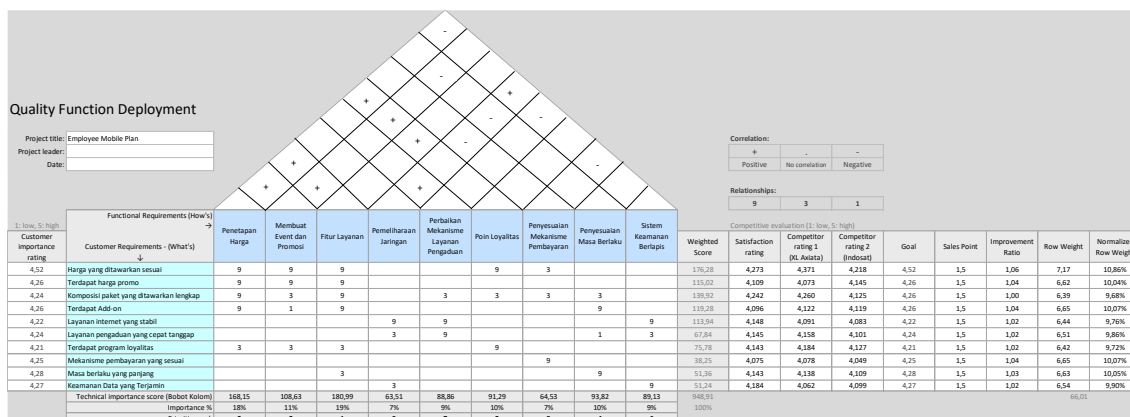 Quality Function Deployment
Project title: Employee Mobile Plan
Project leader:
Date:
Correlation:
+ . -
Positive No correlation Negative
Relationships:
9 3 1
Functional Requirements (How's) →
1: low, 5: high
Customer importance rating
Customer Requirements - (What's) ↓
Penetapan Harga
Membuat Event dan Promosi
Fitur Layanan
Pemeliharaan Jaringan
Perbaikan Mekanisme Layanan Pengaduan
Poin Loyalitas
Penyesuaian Mekanisme Pembayaran
Penyesuaian Masa Berlaku
Sistem Keamanan Berlapis
Weighted Score
Competitive evaluation (1: low, 5: high)
Satisfaction rating
Competitor rating 1 (XL Axiata)
Competitor rating 2 (Indosat)
Goal
Sales Point
Improvement Ratio
Row Weight
Normalize Row Weigh
4,52 Harga yang ditawarkan sesuai 9 9 9 9 3 176,28 4,273 4,371 4,218 4,52 1,5 1,06 7,17 10,86%
4,26 Terdapat harga promo 9 9 9 115,02 4,109 4,073 4,145 4,26 1,5 1,04 6,62 10,04%
4,24 Komposisi paket yang ditawarkan lengkap 9 3 9 3 3 3 3 139,92 4,242 4,260 4,125 4,26 1,5 1,00 6,39 9,68%
4,26 Terdapat Add-on 9 1 9 9 119,28 4,096 4,122 4,119 4,26 1,5 1,04 6,65 10,07%
4,22 Layanan internet yang stabil 9 9 9 113,94 4,148 4,091 4,083 4,22 1,5 1,02 6,44 9,76%
4,24 Layanan pengaduan yang cepat tanggap 3 9 1 3 67,84 4,145 4,158 4,101 4,24 1,5 1,02 6,51 9,86%
4,21 Terdapat program loyalitas 3 3 3 9 75,78 4,143 4,184 4,127 4,21 1,5 1,02 6,42 9,72%
4,25 Mekanisme pembayaran yang sesuai 9 38,25 4,075 4,078 4,049 4,25 1,5 1,04 6,65 10,07%
4,28 Masa berlaku yang panjang 3 9 51,36 4,143 4,138 4,109 4,28 1,5 1,03 6,63 10,05%
4,27 Keamanan Data yang Terjamin 3 9 51,24 4,184 4,062 4,099 4,27 1,5 1,02 6,54 9,90%
Technical importance score (Bobot Kolom) 168,15 108,63 180,99 63,51 88,86 91,29 64,53 93,82 89,13 948,91 66,01
Importance % 18% 11% 19% 7% 9% 10% 7% 10% 9% 100%